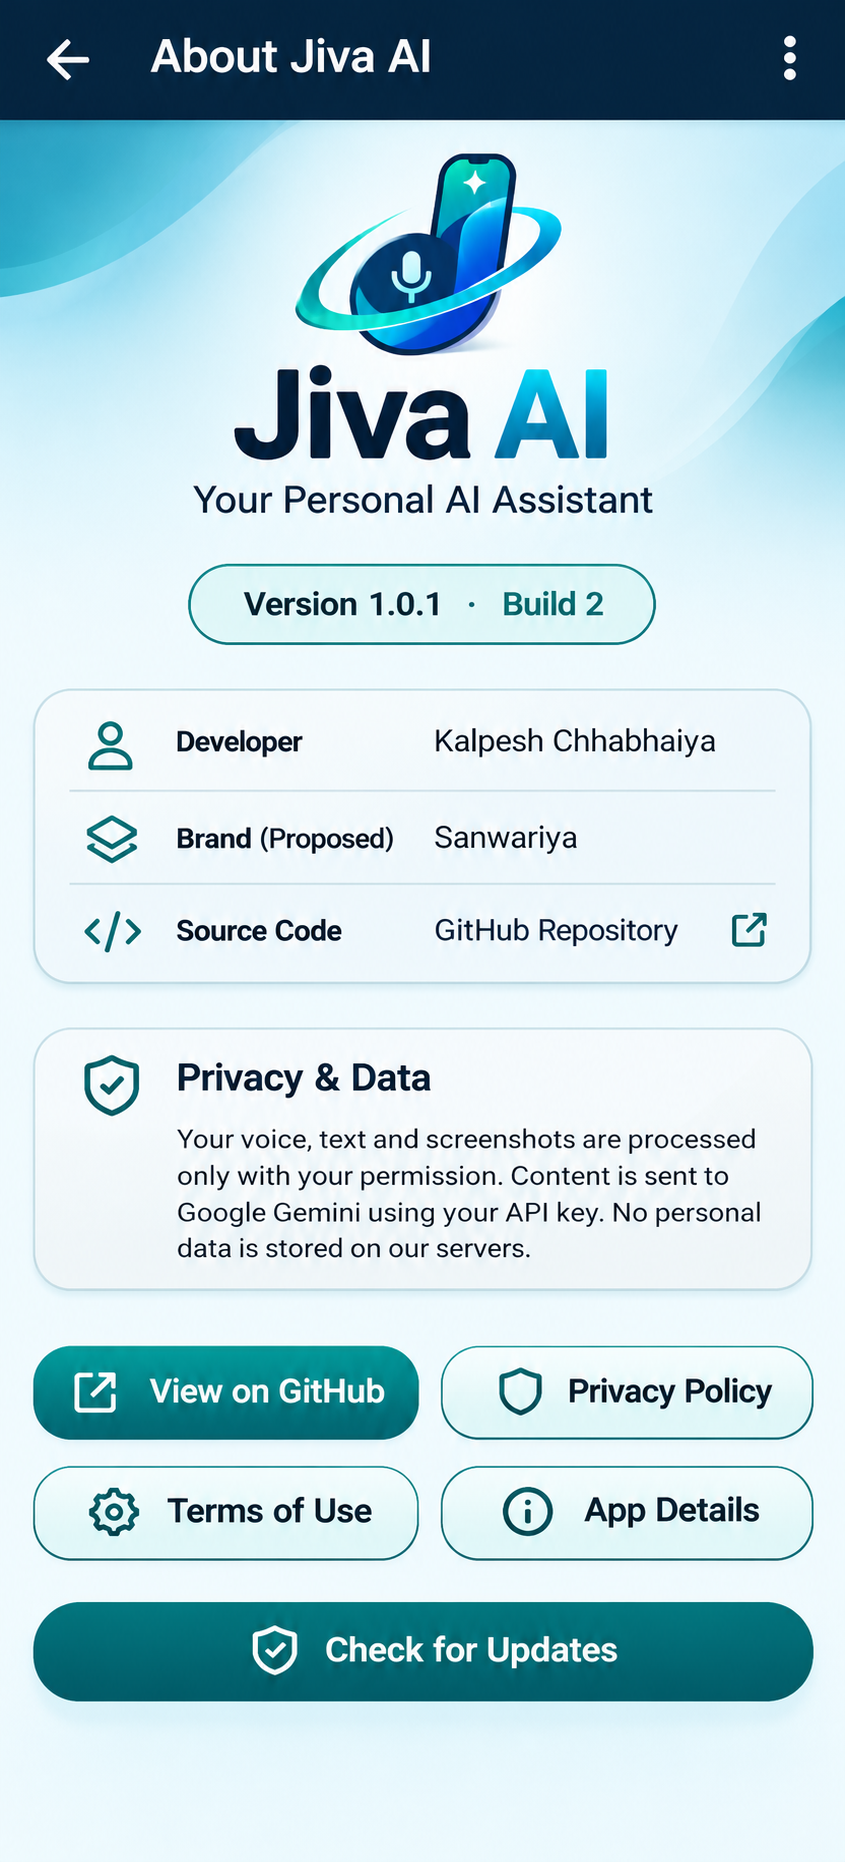 About Jiva AI
Jiva AI
Your Personal AI Assistant
Version 1.0.1 · Build 2
Developer Kalpesh Chhabhaiya
Brand (Proposed) Sanwariya
Source Code GitHub Repository
Privacy & Data
Your voice, text and screenshots are processed
only with your permission. Content is sent to
Google Gemini using your API key. No personal
data is stored on our servers.
View on GitHub
Privacy Policy
Terms of Use
App Details
Check for Updates